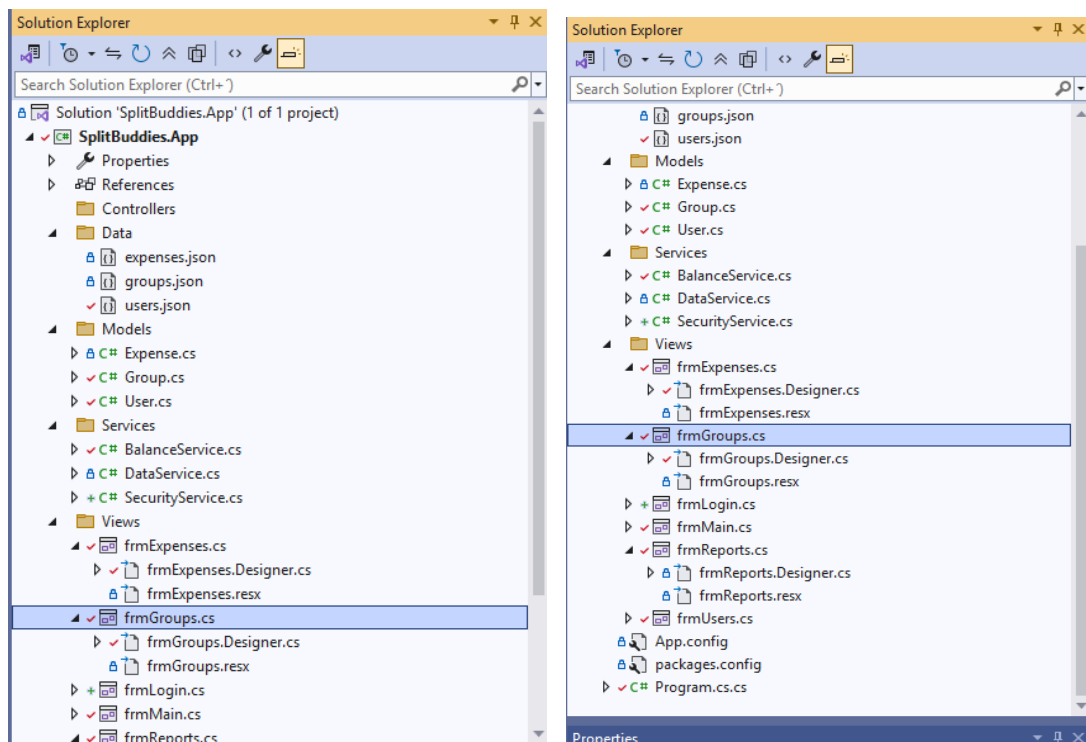 Solution Explorer
Search Solution Explorer (Ctrl+´)
Solution 'SplitBuddies.App' (1 of 1 project)
C# SplitBuddies.App
Properties
References
Controllers
Data
expenses.json
groups.json
users.json
Models
C# Expense.cs
C# Group.cs
C# User.cs
Services
C# BalanceService.cs
C# DataService.cs
C# SecurityService.cs
Views
frmExpenses.cs
frmExpenses.Designer.cs
frmExpenses.resx
frmGroups.cs
frmGroups.Designer.cs
frmGroups.resx
frmLogin.cs
frmMain.cs
frmReports.cs
Solution Explorer
Search Solution Explorer (Ctrl+´)
groups.json
users.json
Models
C# Expense.cs
C# Group.cs
C# User.cs
Services
C# BalanceService.cs
C# DataService.cs
C# SecurityService.cs
Views
frmExpenses.cs
frmExpenses.Designer.cs
frmExpenses.resx
frmGroups.cs
frmGroups.Designer.cs
frmGroups.resx
frmLogin.cs
frmMain.cs
frmReports.cs
frmReports.Designer.cs
frmReports.resx
frmUsers.cs
App.config
packages.config
C# Program.cs.cs
Properties